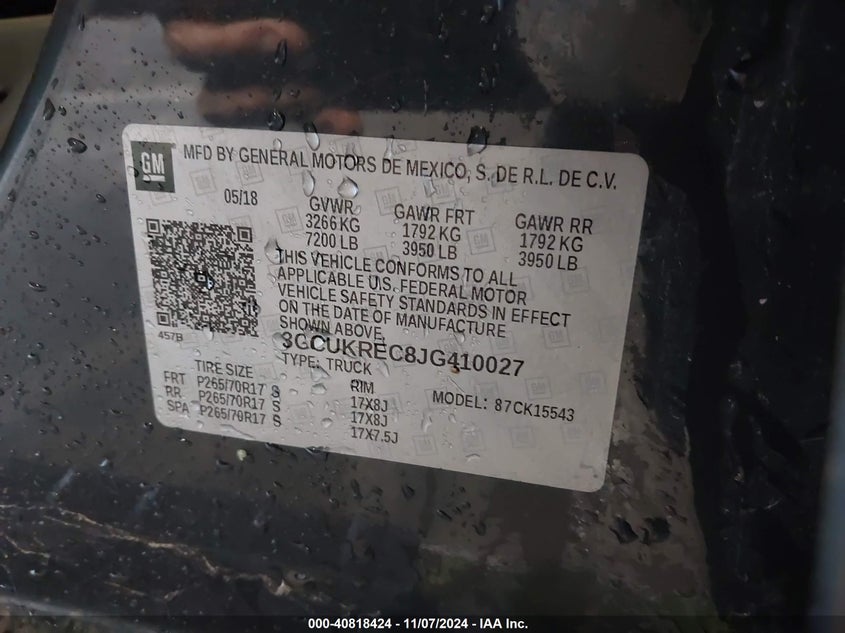 GM
MFD BY GENERAL MOTORS DE MEXICO, S. DE R.L. DE C.V.
05/18
GVWR GAWR FRT GAWR RR
3266 KG 1792 KG 1792 KG
7200 LB 3950 LB 3950 LB
THIS VEHICLE CONFORMS TO ALL
APPLICABLE U.S. FEDERAL MOTOR
VEHICLE SAFETY STANDARDS IN EFFECT
ON THE DATE OF MANUFACTURE
SHOWN ABOVE.
457B
3GCUKREC8JG410027
TYPE: TRUCK
TIRE SIZE RIM
FRT P265/70R17 S 17X8J
RR P265/70R17 S 17X8J
SPA P265/70R17 S 17X7.5J
MODEL: 87CK15543
000-40818424 - 11/07/2024 - IAA Inc.